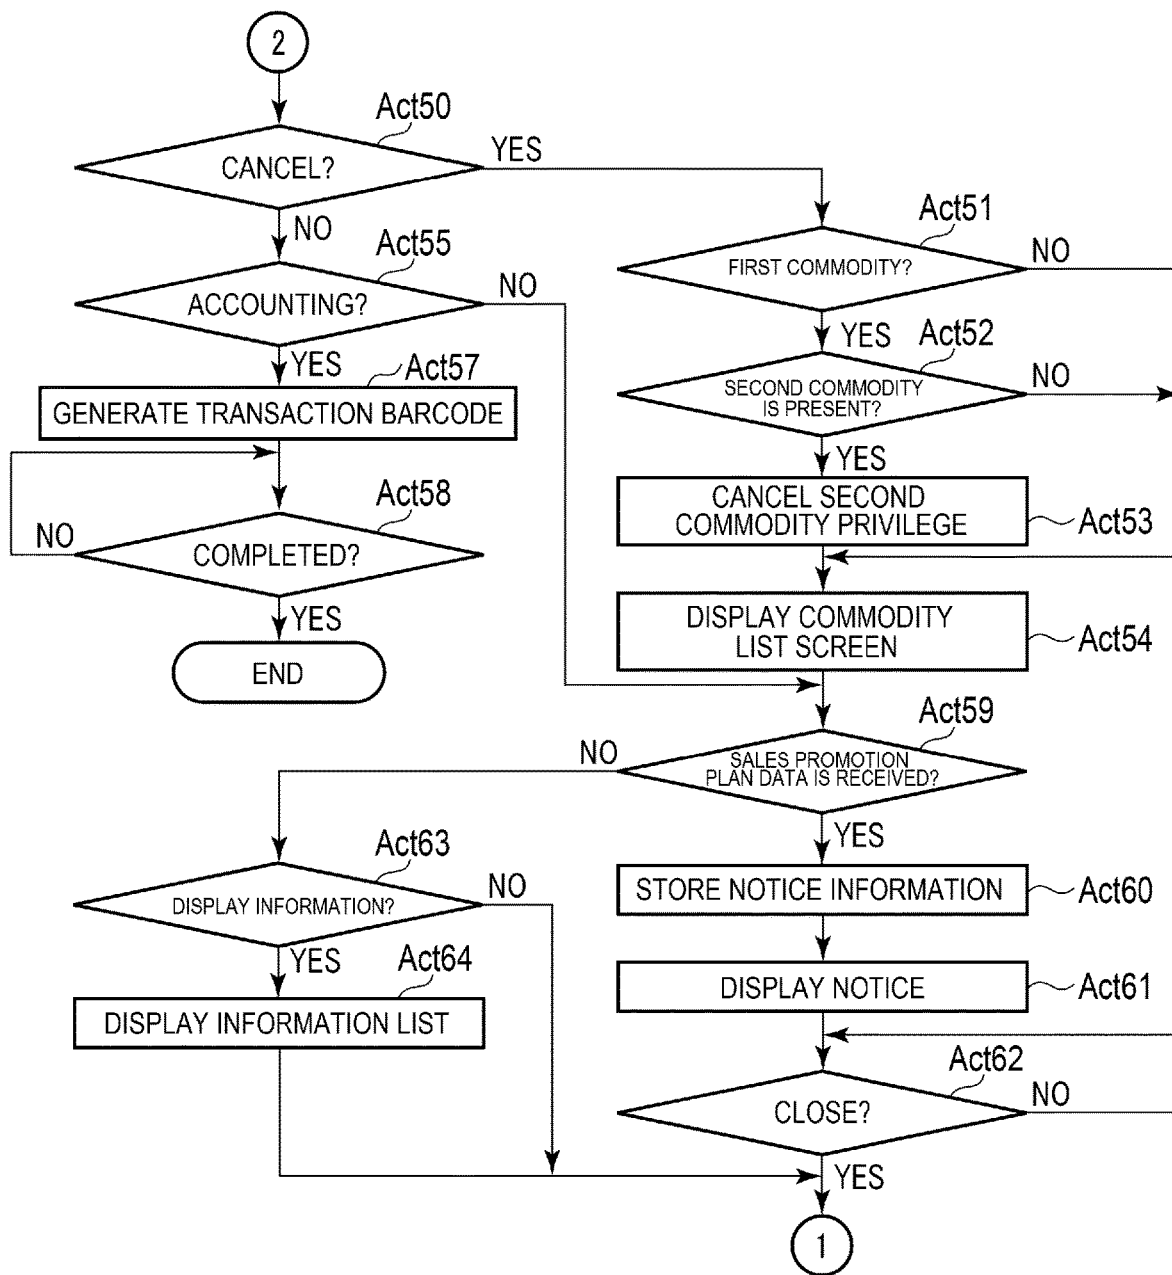 2
Act50
CANCEL?
YES
NO
Act51
FIRST COMMODITY?
NO
Act55
ACCOUNTING?
NO
YES
YES
Act52
SECOND COMMODITY
IS PRESENT?
NO
Act57
GENERATE TRANSACTION BARCODE
YES
CANCEL SECOND
COMMODITY PRIVILEGE
Act53
Act58
COMPLETED?
NO
YES
END
DISPLAY COMMODITY
LIST SCREEN
Act54
Act59
SALES PROMOTION
PLAN DATA IS RECEIVED?
NO
YES
Act63
DISPLAY INFORMATION?
NO
YES
STORE NOTICE INFORMATION
Act60
Act64
DISPLAY INFORMATION LIST
DISPLAY NOTICE
Act61
Act62
CLOSE?
NO
YES
1